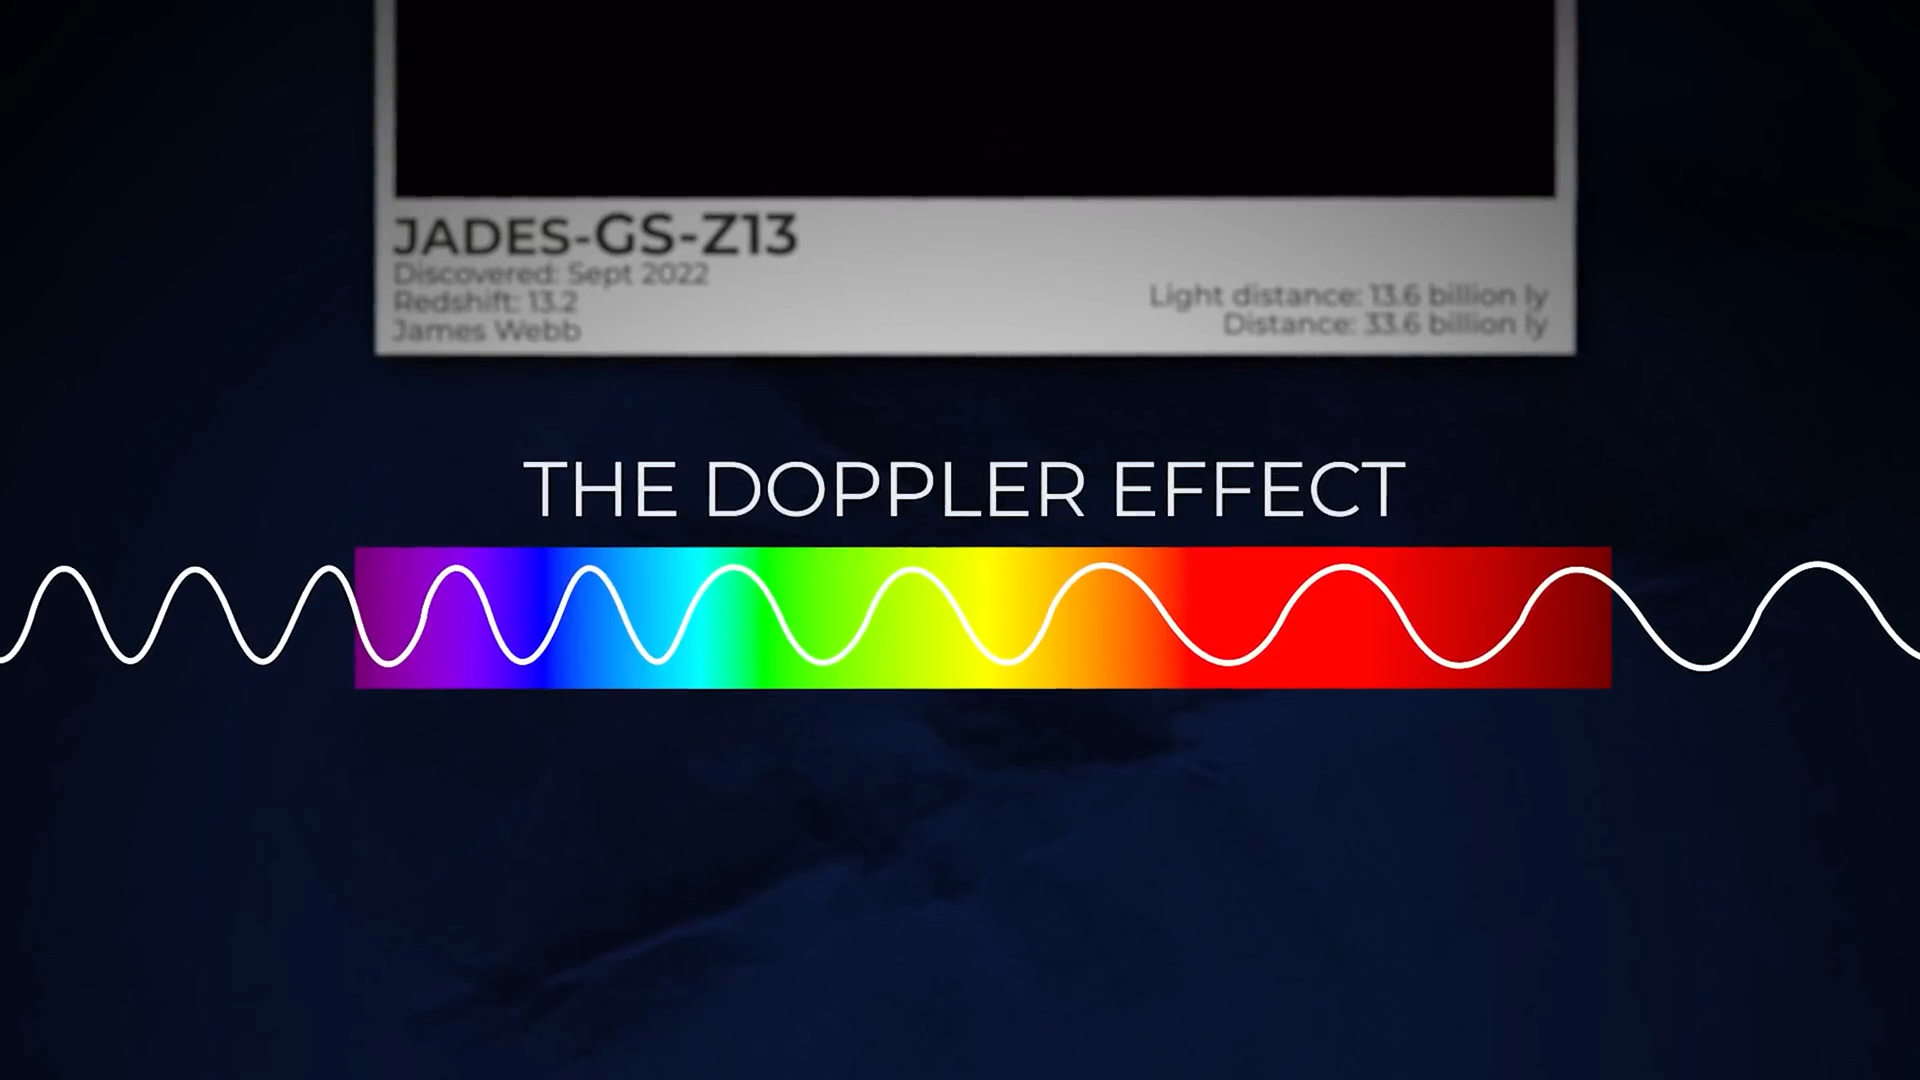 JADES-GS-Z13
Discovered: Sept 2022
Redshift: 13.2
James Webb
Light distance: 13.6 billion ly
Distance: 33.6 billion ly
THE DOPPLER EFFECT